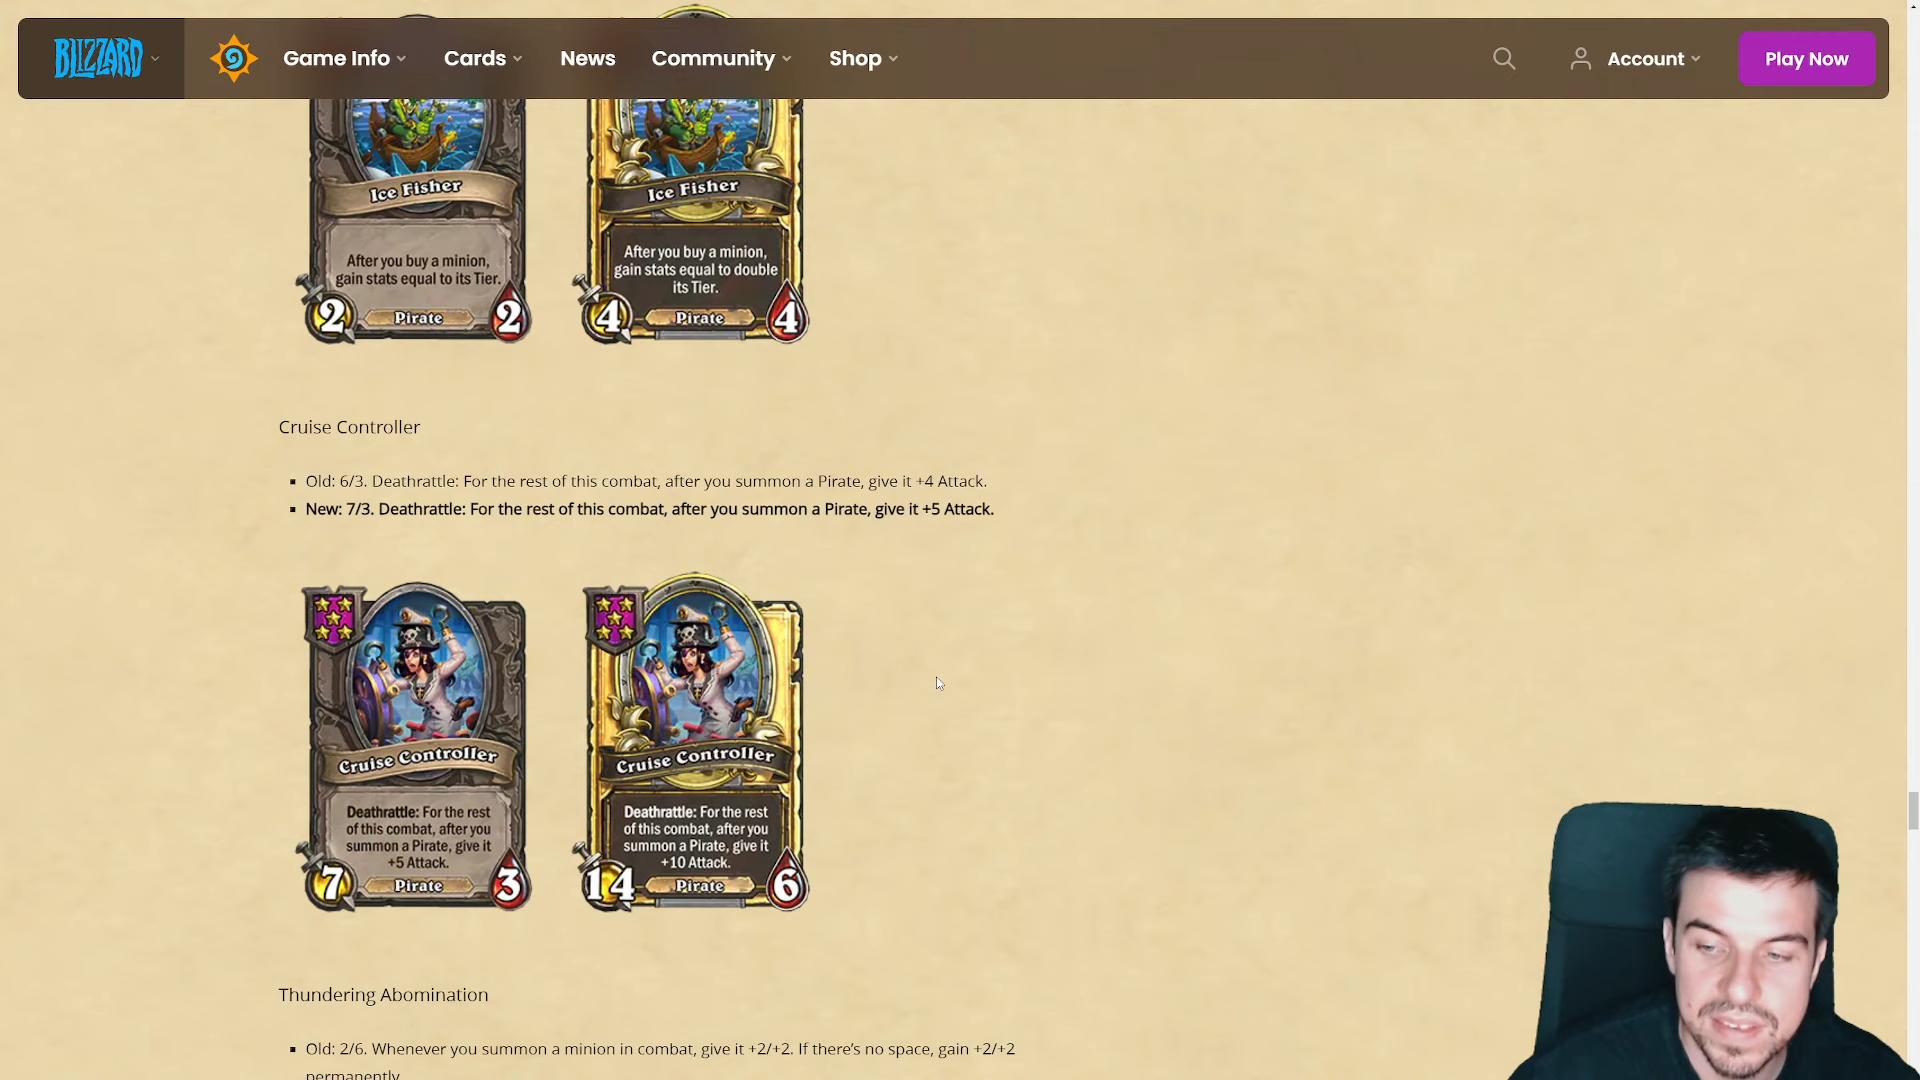 BLIZZARD
Game Info
Cards
News
Community
Shop
Account
Play Now
Ice Fisher
After you buy a minion,
gain stats equal to its Tier.
2
Pirate
2
Ice Fisher
After you buy a minion,
gain stats equal to double
its Tier.
4
Pirate
4
Cruise Controller
Old: 6/3. Deathrattle: For the rest of this combat, after you summon a Pirate, give it +4 Attack.
New: 7/3. Deathrattle: For the rest of this combat, after you summon a Pirate, give it +5 Attack.
Cruise Controller
Deathrattle: For the rest
of this combat, after you
summon a Pirate, give it
+5 Attack.
7
Pirate
3
Cruise Controller
Deathrattle: For the rest
of this combat, after you
summon a Pirate, give it
+10 Attack.
14
Pirate
6
Thundering Abomination
Old: 2/6. Whenever you summon a minion in combat, give it +2/+2. If there's no space, gain +2/+2
permanently.